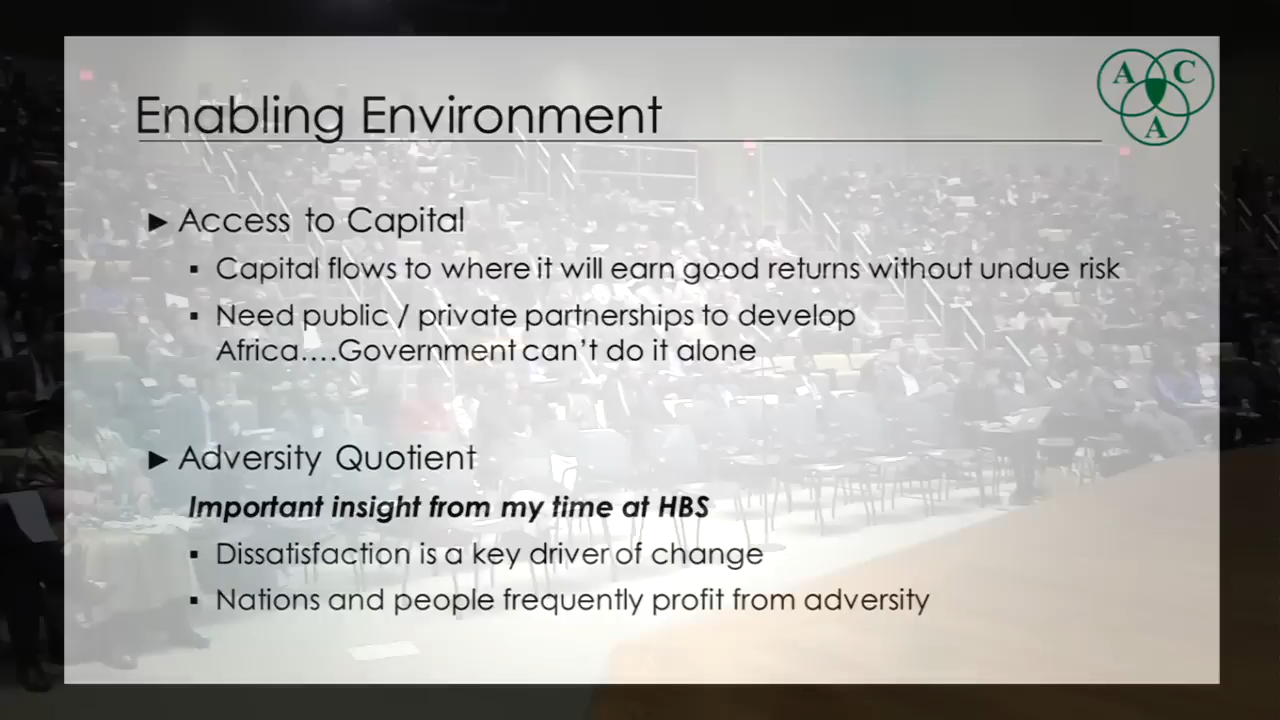 A C
A
Enabling Environment
► Access to Capital
▪ Capital flows to where it will earn good returns without undue risk
▪ Need public / private partnerships to develop
Africa….Government can’t do it alone
► Adversity Quotient
Important insight from my time at HBS
▪ Dissatisfaction is a key driver of change
▪ Nations and people frequently profit from adversity